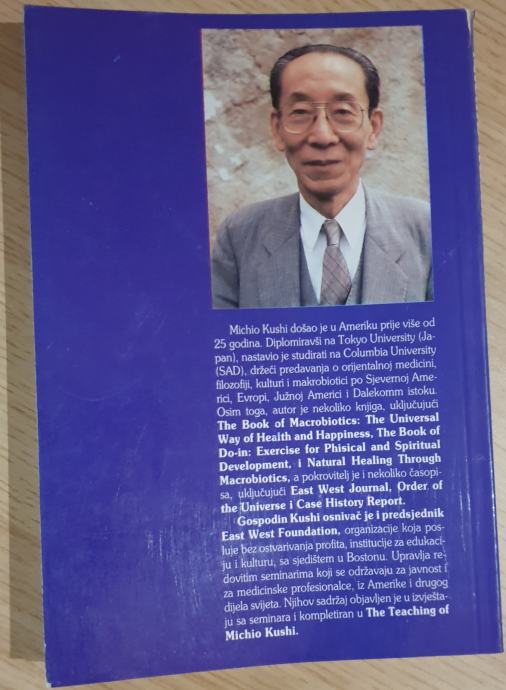 Michio Kushi došao je u Ameriku prije više od
25 godina. Diplomiravši na Tokyo University (Ja-
pan), nastavio je studirati na Columbia University
(SAD), držeći predavanja o orijentalnoj medicini,
filozofiji, kulturi i makrobiotici po Sjevernoj Ame-
rici, Evropi, Južnoj Americi i Dalekomm istoku.
Osim toga, autor je nekoliko knjiga, uključujući
The Book of Macrobiotics: The Universal
Way of Health and Happiness, The Book of
Do-in: Exercise for Phisical and Spiritual
Development, i Natural Healing Through
Macrobiotics, a pokrovitelj je i nekoliko časopi-
sa, uključujući East West Journal, Order of
the Universe i Case History Report.
Gospodin Kushi osnivač je i predsjednik
East West Foundation, organizacije koja pos-
luje bez ostvarivanja profita, institucije za edukaci-
ju i kulturu, sa sjedištem u Bostonu. Upravlja re-
dovitim seminarima koji se održavaju za javnost i
za medicinske profesionalce, iz Amerike i drugog
dijela svijeta. Njihov sadržaj objavljen je u izvješta-
ju sa seminara i kompletiran u The Teaching of
Michio Kushi.